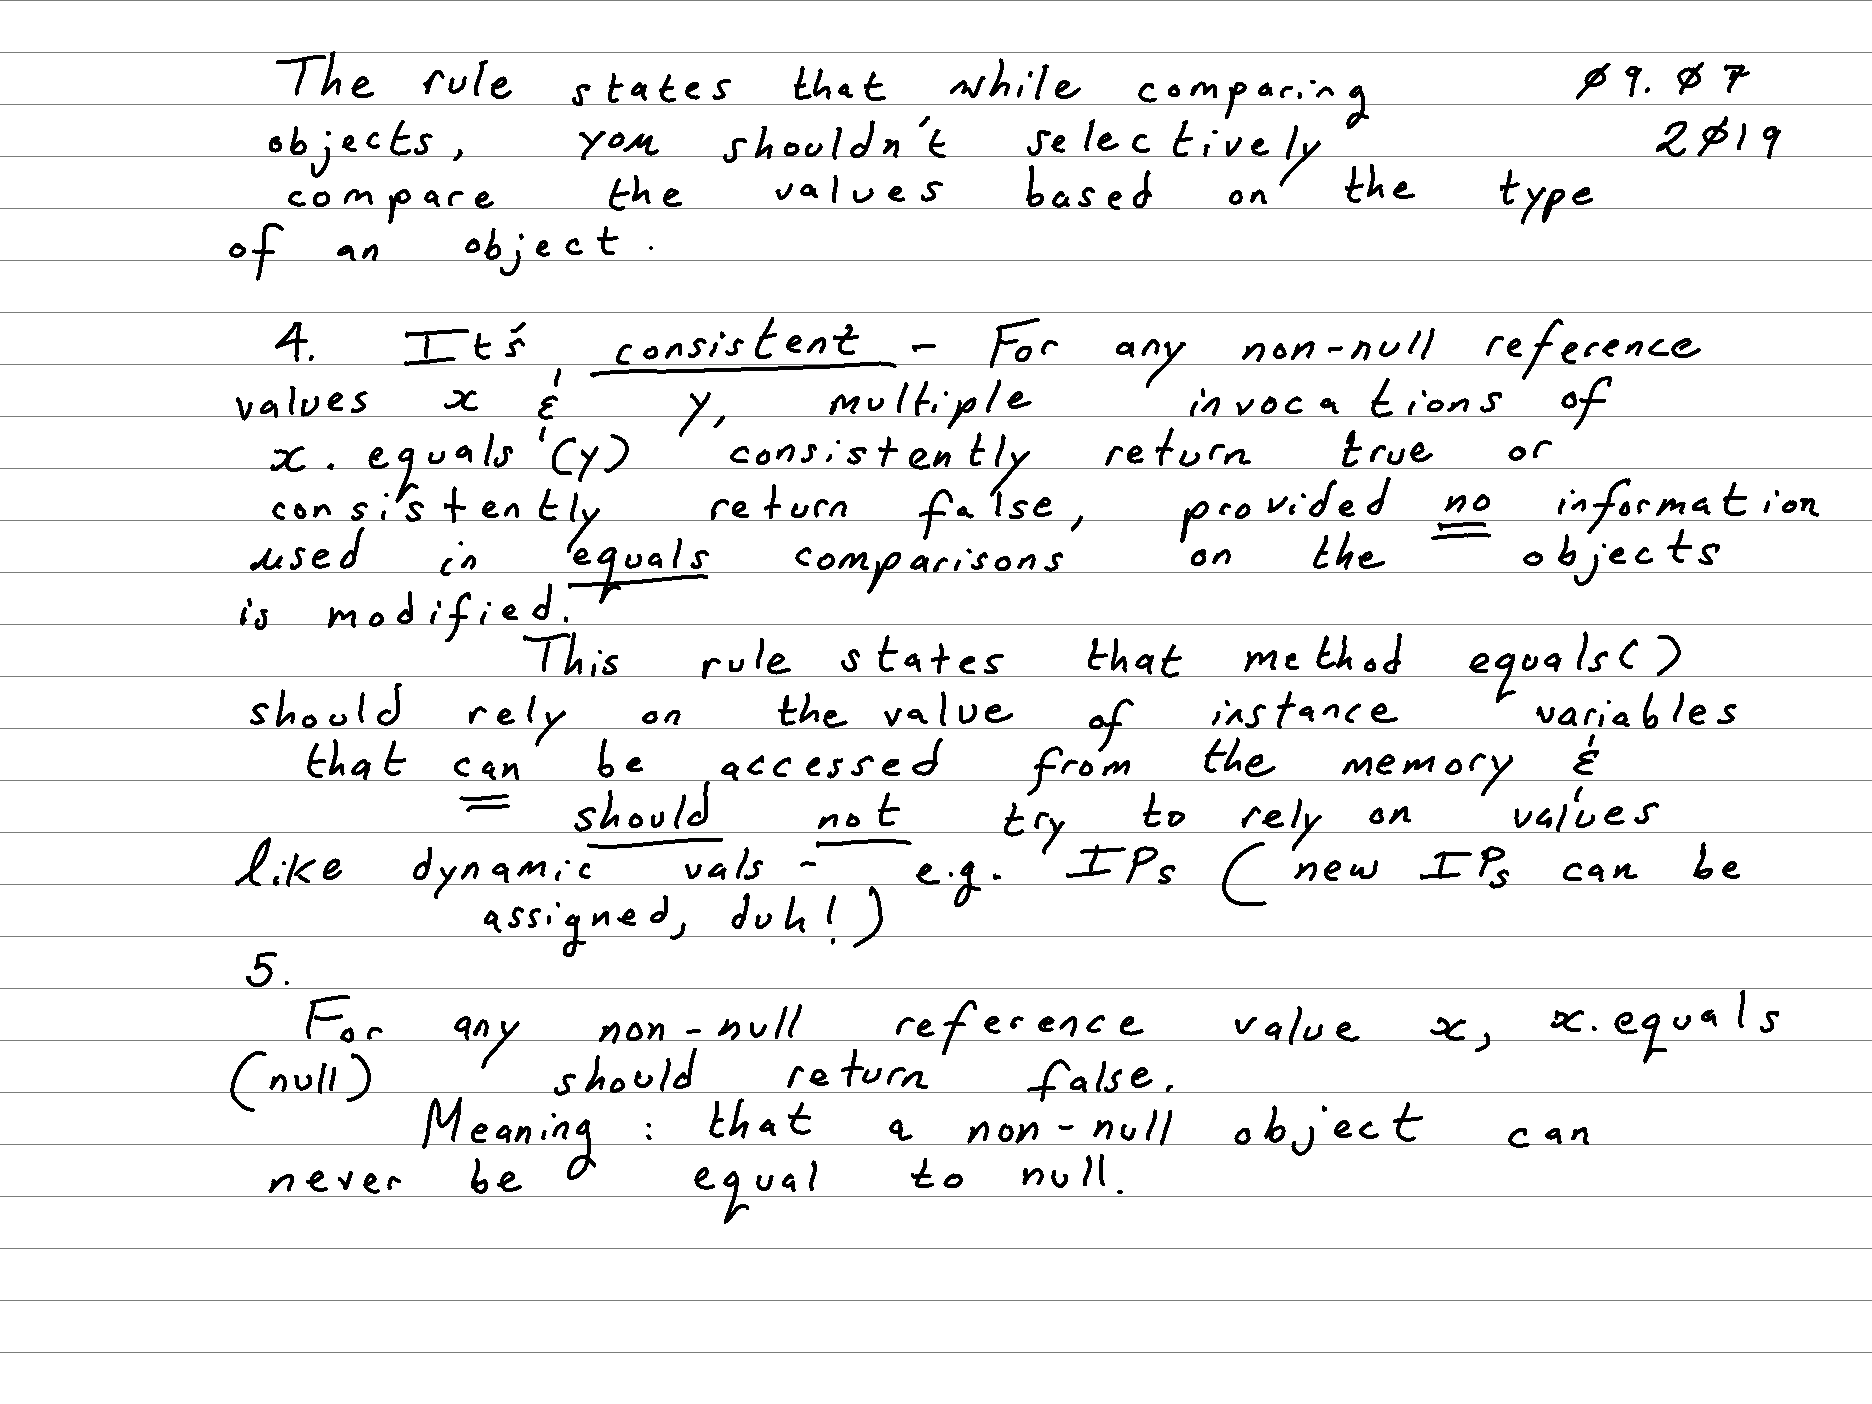 The rule states that while comparing 09.07
objects, you shouldn't selectively 2019
compare the values based on the type
of an object.
4. It's consistent - For any non-null reference
values x & y, multiple invocations of
x.equals(y) consistently return true or
consistently return false, provided no information
used in equals comparisons on the objects
is modified.
This rule states that method equals()
should rely on the value of instance variables
that can be accessed from the memory &
should not try to rely on values
like dynamic vals - e.g. IPs (new IPs can be
assigned, duh!)
5.
For any non-null reference value x, x.equals
(null) should return false.
Meaning: that a non-null object can
never be equal to null.